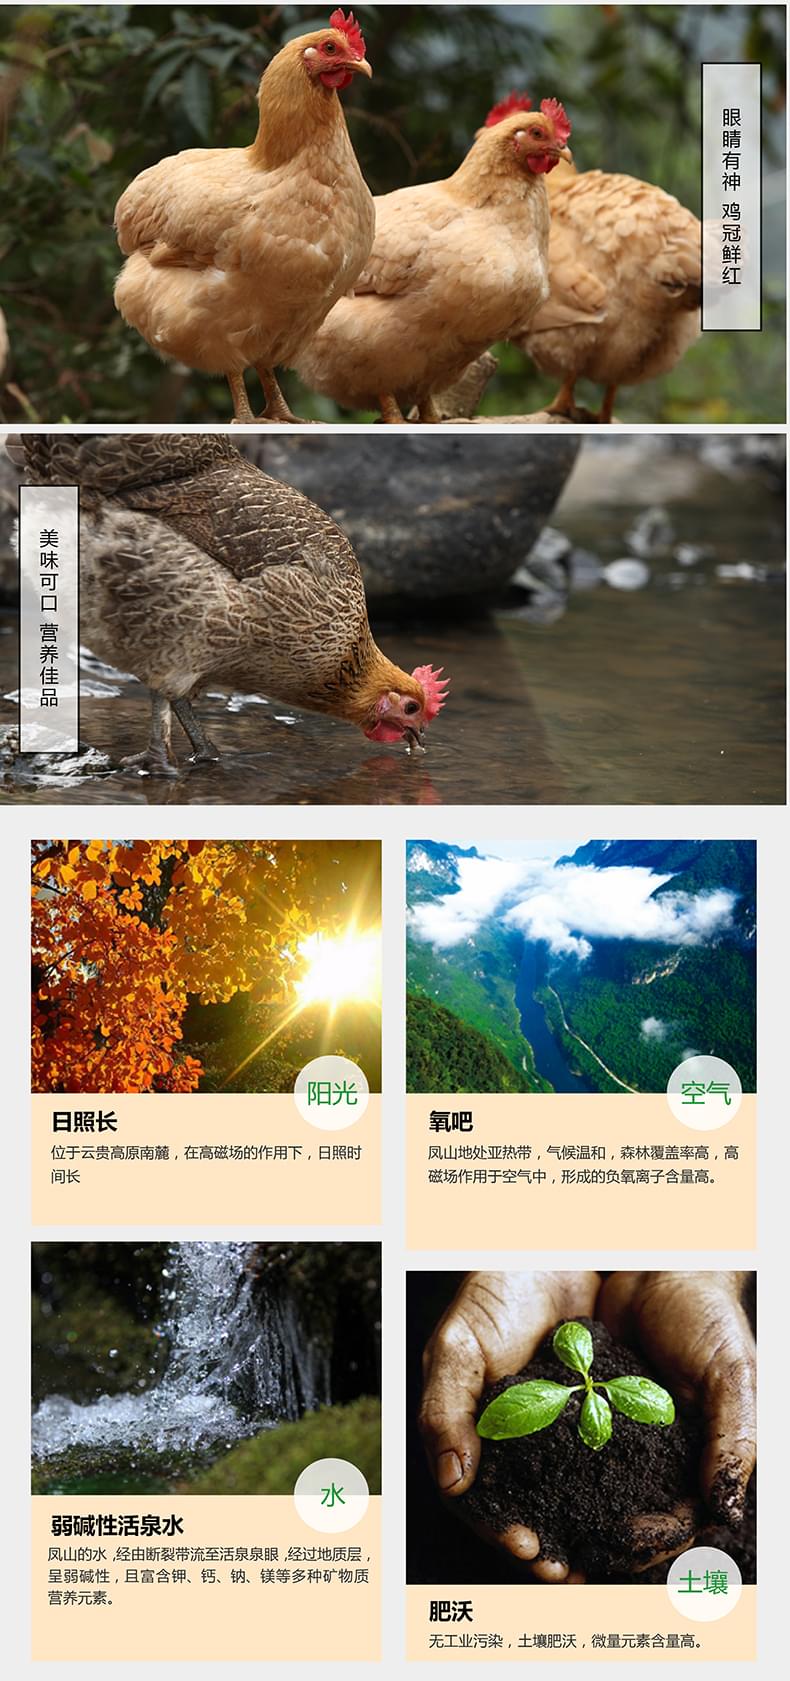 眼睛有神 鸡冠鲜红
美味可口 营养佳品
阳光
日照长
位于云贵高原南麓，在高磁场的作用下，日照时
间长
空气
氧吧
凤山地处亚热带，气候温和，森林覆盖率高，高
磁场作用于空气中，形成的负氧离子含量高。
水
弱碱性活泉水
凤山的水,经由断裂带流至活泉泉眼,经过地质层，
呈弱碱性，且富含钾、钙、钠、镁等多种矿物质
营养元素。
土壤
肥沃
无工业污染，土壤肥沃，微量元素含量高。